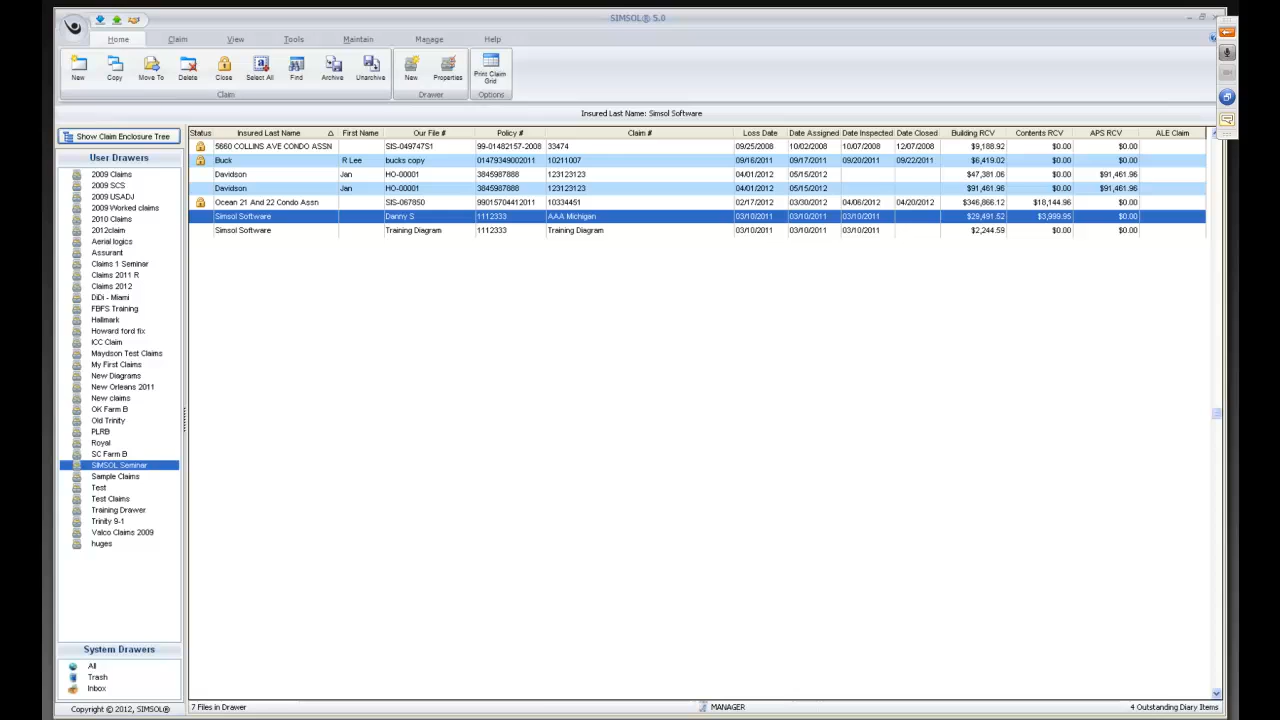 SIMSOL® 5.0
Home Claim View Tools Maintain Manage Help
New Copy Move To Delete Close Select All Find Archive Unarchive New Properties Print Claim
Grid
Claim Drawer Options
Insured Last Name: Simsol Software
Show Claim Enclosure Tree
User Drawers
2009 Claims
2009 SCS
2009 USADJ
2009 Worked claims
2010 Claims
2012claim
Aerial logics
Assurant
Claims 1 Seminar
Claims 2011 R
Claims 2012
DiDi - Miami
FBFS Training
Hallmark
Howard ford fix
ICC Claim
Maydson Test Claims
My First Claims
New Diagrams
New Orleans 2011
New claims
OK Farm B
Old Trinity
PLRB
Royal
SC Farm B
SIMSOL Seminar
Sample Claims
Test
Test Claims
Training Drawer
Trinity 9-1
Valco Claims 2009
huges
System Drawers
All
Trash
Inbox
Copyright © 2012, SIMSOL®
Status Insured Last Name First Name Our File # Policy # Claim # Loss Date Date Assigned Date Inspected Date Closed Building RCV Contents RCV APS RCV ALE Claim
5660 COLLINS AVE CONDO ASSN SIS-049747S1 99-01482157-2008 33474 09/25/2008 10/02/2008 10/07/2008 12/07/2008 $9,188.92 $0.00 $0.00
Buck R Lee bucks copy 01479349002011 10211007 09/16/2011 09/17/2011 09/20/2011 09/22/2011 $6,419.02 $0.00 $0.00
Davidson Jan HO-00001 3845987888 123123123 04/01/2012 05/15/2012 $47,381.06 $0.00 $91,461.96
Davidson Jan HO-00001 3845987888 123123123 04/01/2012 05/15/2012 $91,461.96 $0.00 $91,461.96
Ocean 21 And 22 Condo Assn SIS-067850 99015704412011 10334451 02/17/2012 03/30/2012 04/06/2012 04/20/2012 $346,866.12 $18,144.96 $0.00
Simsol Software Danny S 1112333 AAA Michigan 03/10/2011 03/10/2011 03/10/2011 $29,491.52 $3,999.95 $0.00
Simsol Software Training Diagram 1112333 Training Diagram 03/10/2011 03/10/2011 03/10/2011 $2,244.59 $0.00 $0.00
7 Files in Drawer MANAGER 4 Outstanding Diary Items